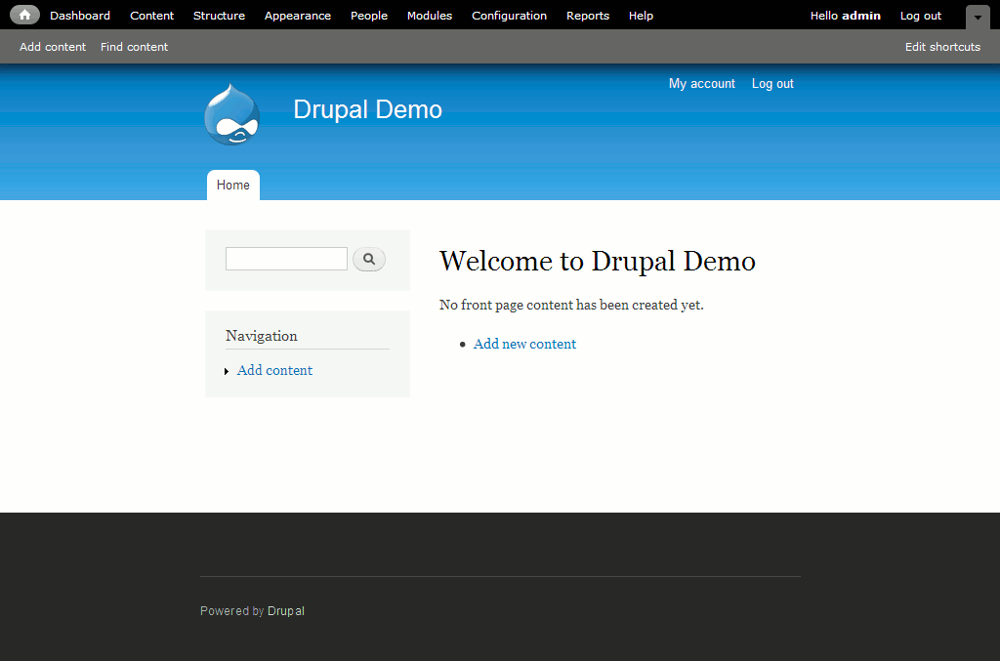 Dashboard Content Structure Appearance People Modules Configuration Reports Help Hello admin Log out
Add content Find content Edit shortcuts
My account Log out
Drupal Demo
Home
Welcome to Drupal Demo
No front page content has been created yet.
Add new content
Navigation
Add content
Powered by Drupal